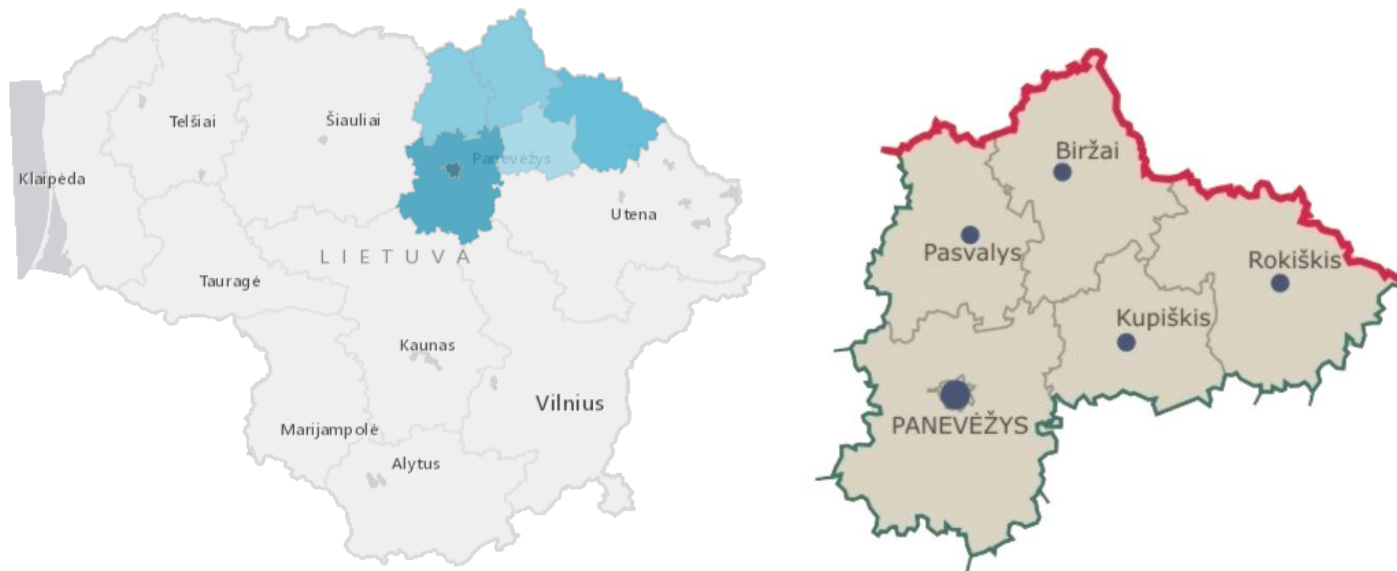 Telšiai
Šiauliai
Panevėžys
Klaipėda
Utena
LIETUVA
Tauragė
Kaunas
Vilnius
Marijampolė
Alytus
Biržai
Pasvalys
Rokiškis
Kupiškis
PANEVĖŽYS